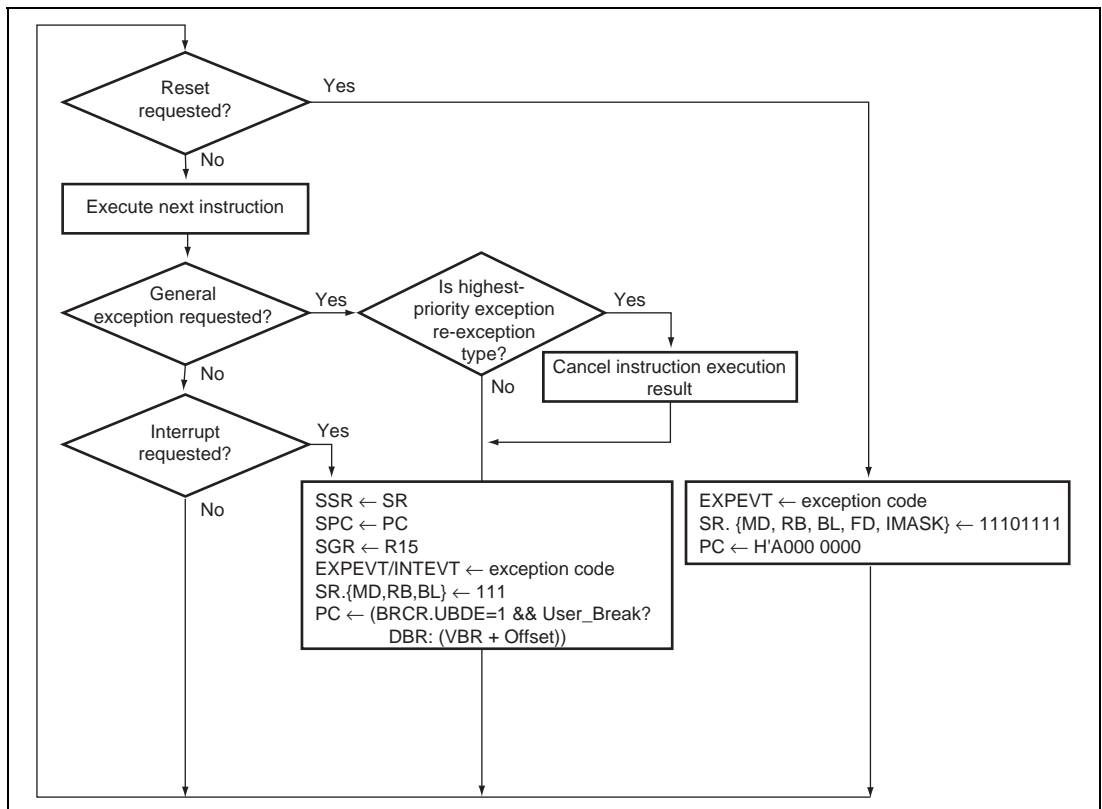 Reset
requested?
Yes
No
Execute next instruction
General
exception requested?
Yes
Is highest-
priority exception
re-exception
type?
Yes
No
Cancel instruction execution
result
No
Interrupt
requested?
Yes
No
SSR ← SR
SPC ← PC
SGR ← R15
EXPEVT/INTEVT ← exception code
SR.{MD,RB,BL} ← 111
PC ← (BRCR.UBDE=1 && User_Break?
DBR: (VBR + Offset))
EXPEVT ← exception code
SR. {MD, RB, BL, FD, IMASK} ← 11101111
PC ← H'A000 0000